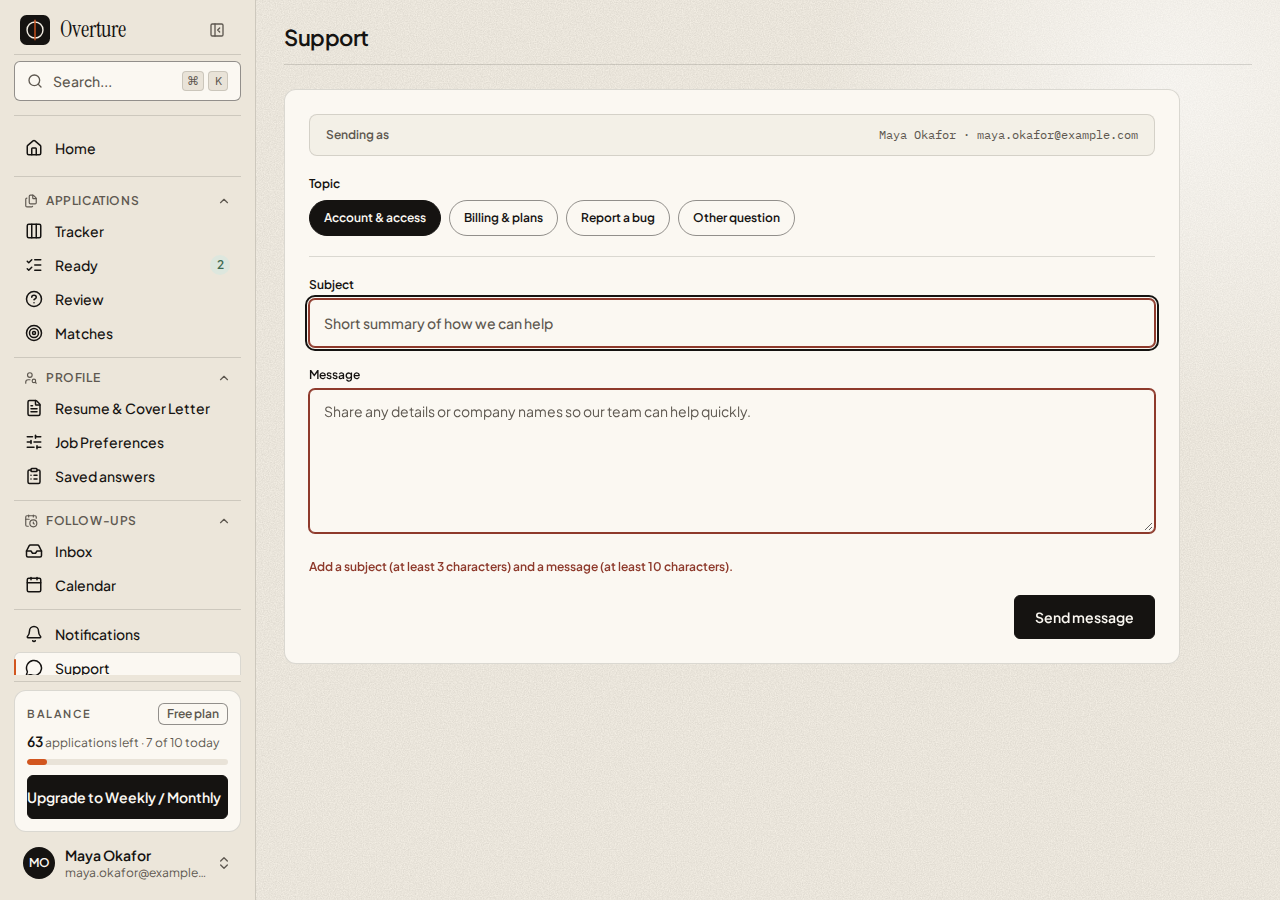 Overture
Search...
⌘ K
Home
APPLICATIONS
Tracker
Ready 2
Review
Matches
PROFILE
Resume & Cover Letter
Job Preferences
Saved answers
FOLLOW-UPS
Inbox
Calendar
Notifications
Support
BALANCE Free plan
63 applications left · 7 of 10 today
Upgrade to Weekly / Monthly
MO
Maya Okafor
maya.okafor@example...
Support
Sending as Maya Okafor · maya.okafor@example.com
Topic
Account & access Billing & plans Report a bug Other question
Subject
Short summary of how we can help
Message
Share any details or company names so our team can help quickly.
Add a subject (at least 3 characters) and a message (at least 10 characters).
Send message